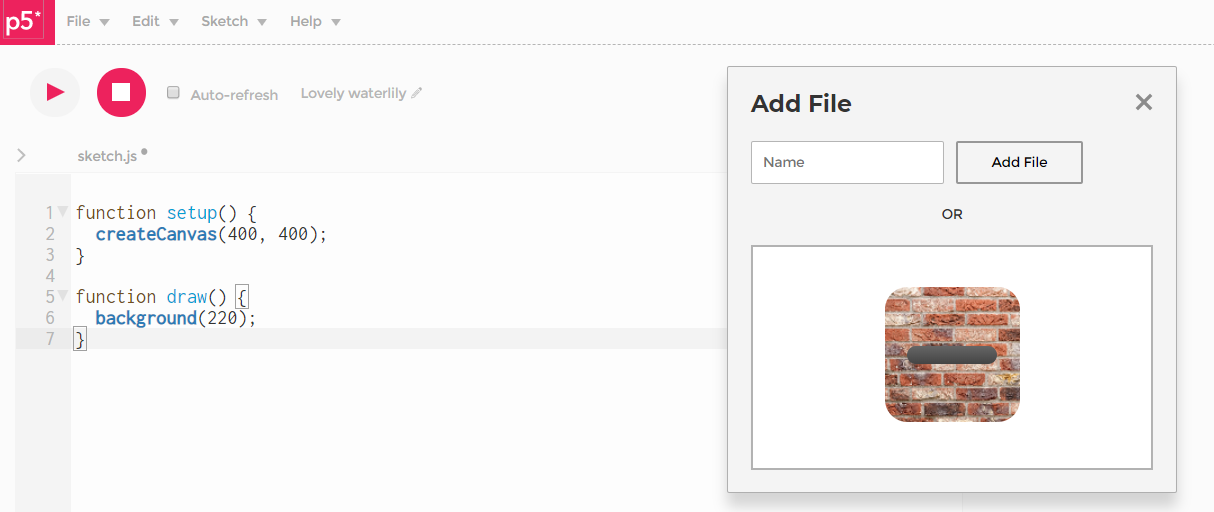 p5* File Edit Sketch Help
Auto-refresh Lovely waterlily
sketch.js
1 function setup() {
2 createCanvas(400, 400);
3 }
4
5 function draw() {
6 background(220);
7 }
Add File
Name Add File
OR